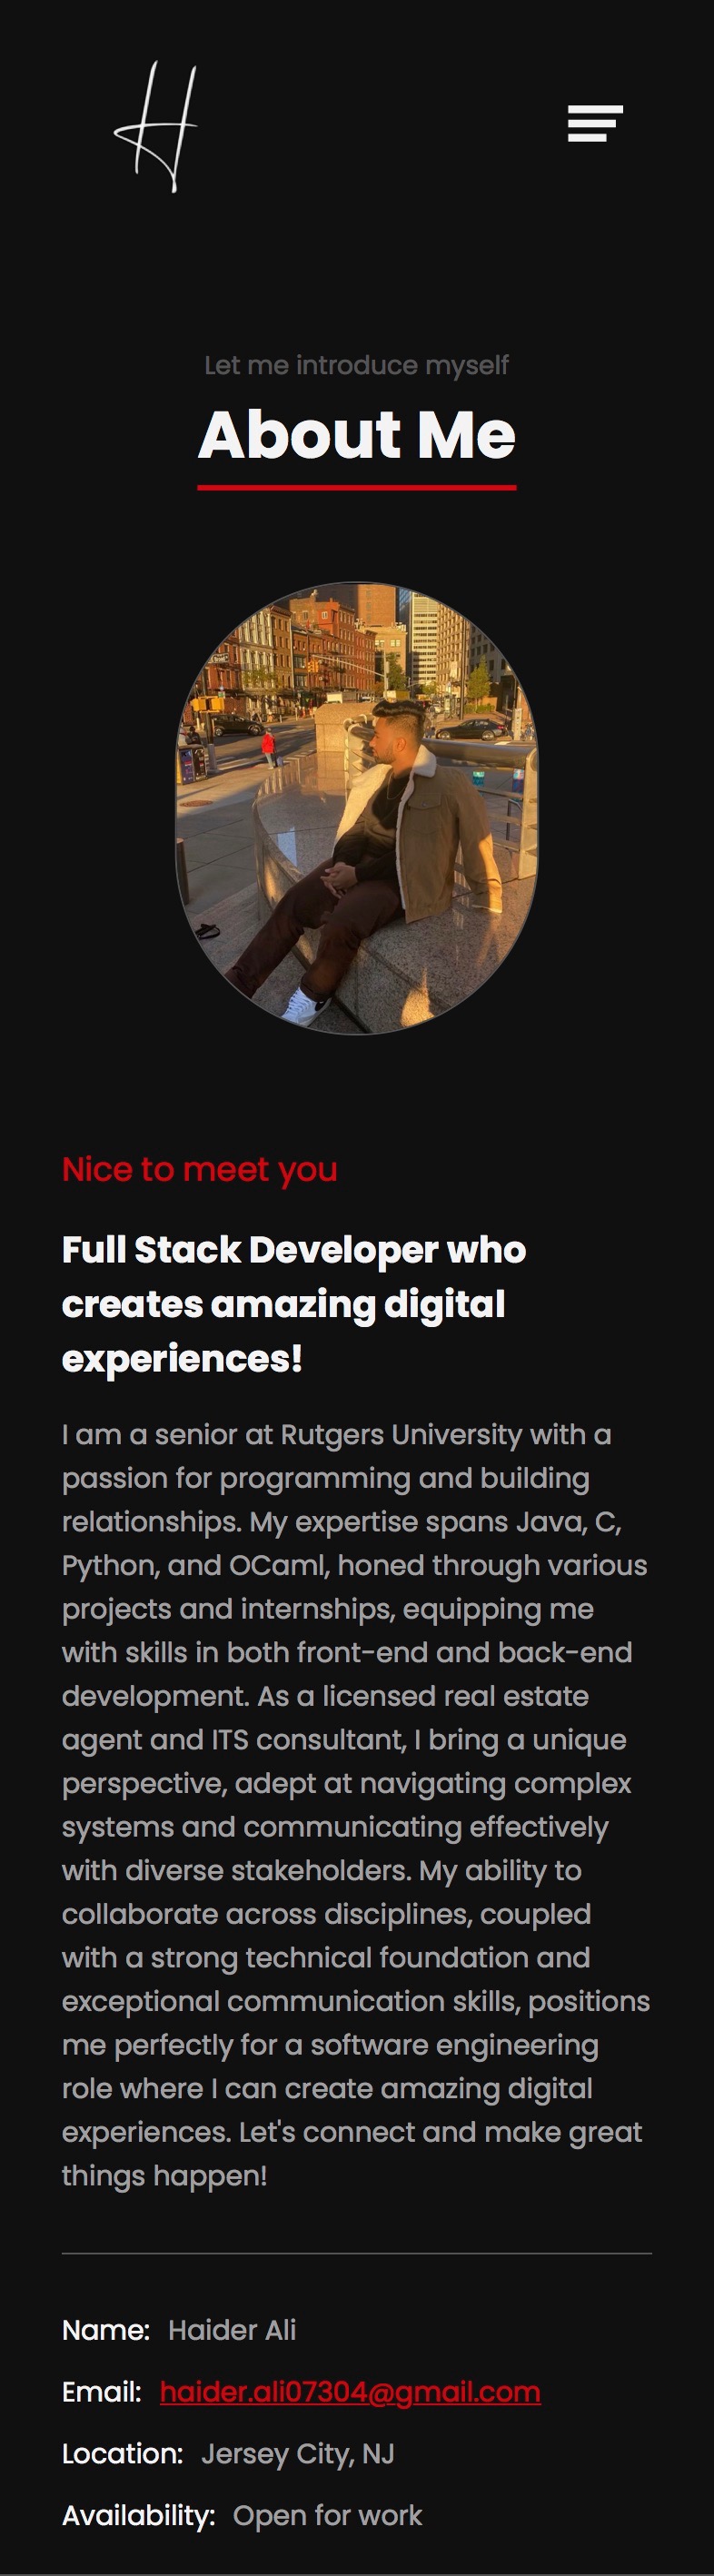 H
Let me introduce myself
About Me
Nice to meet you
Full Stack Developer who
creates amazing digital
experiences!
I am a senior at Rutgers University with a
passion for programming and building
relationships. My expertise spans Java, C,
Python, and OCaml, honed through various
projects and internships, equipping me
with skills in both front-end and back-end
development. As a licensed real estate
agent and ITS consultant, I bring a unique
perspective, adept at navigating complex
systems and communicating effectively
with diverse stakeholders. My ability to
collaborate across disciplines, coupled
with a strong technical foundation and
exceptional communication skills, positions
me perfectly for a software engineering
role where I can create amazing digital
experiences. Let's connect and make great
things happen!
Name: Haider Ali
Email: haider.ali07304@gmail.com
Location: Jersey City, NJ
Availability: Open for work